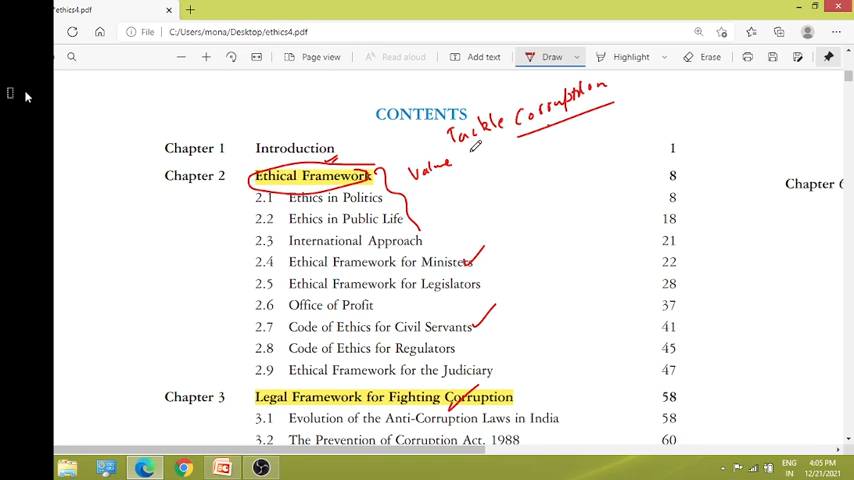 ethics4.pdf
File C:/Users/mona/Desktop/ethics4.pdf
Page view Read aloud Add text Draw Highlight Erase
CONTENTS
Tackle Corruption
Value
Chapter 1 Introduction 1
Chapter 2 Ethical Framework 8
2.1 Ethics in Politics 8
2.2 Ethics in Public Life 18
2.3 International Approach 21
2.4 Ethical Framework for Ministers 22
2.5 Ethical Framework for Legislators 28
2.6 Office of Profit 37
2.7 Code of Ethics for Civil Servants 41
2.8 Code of Ethics for Regulators 45
2.9 Ethical Framework for the Judiciary 47
Chapter 3 Legal Framework for Fighting Corruption 58
3.1 Evolution of the Anti-Corruption Laws in India 58
3.2 The Prevention of Corruption Act, 1988 60
Chapter 6
ENG 4:05 PM
IN 12/21/2021